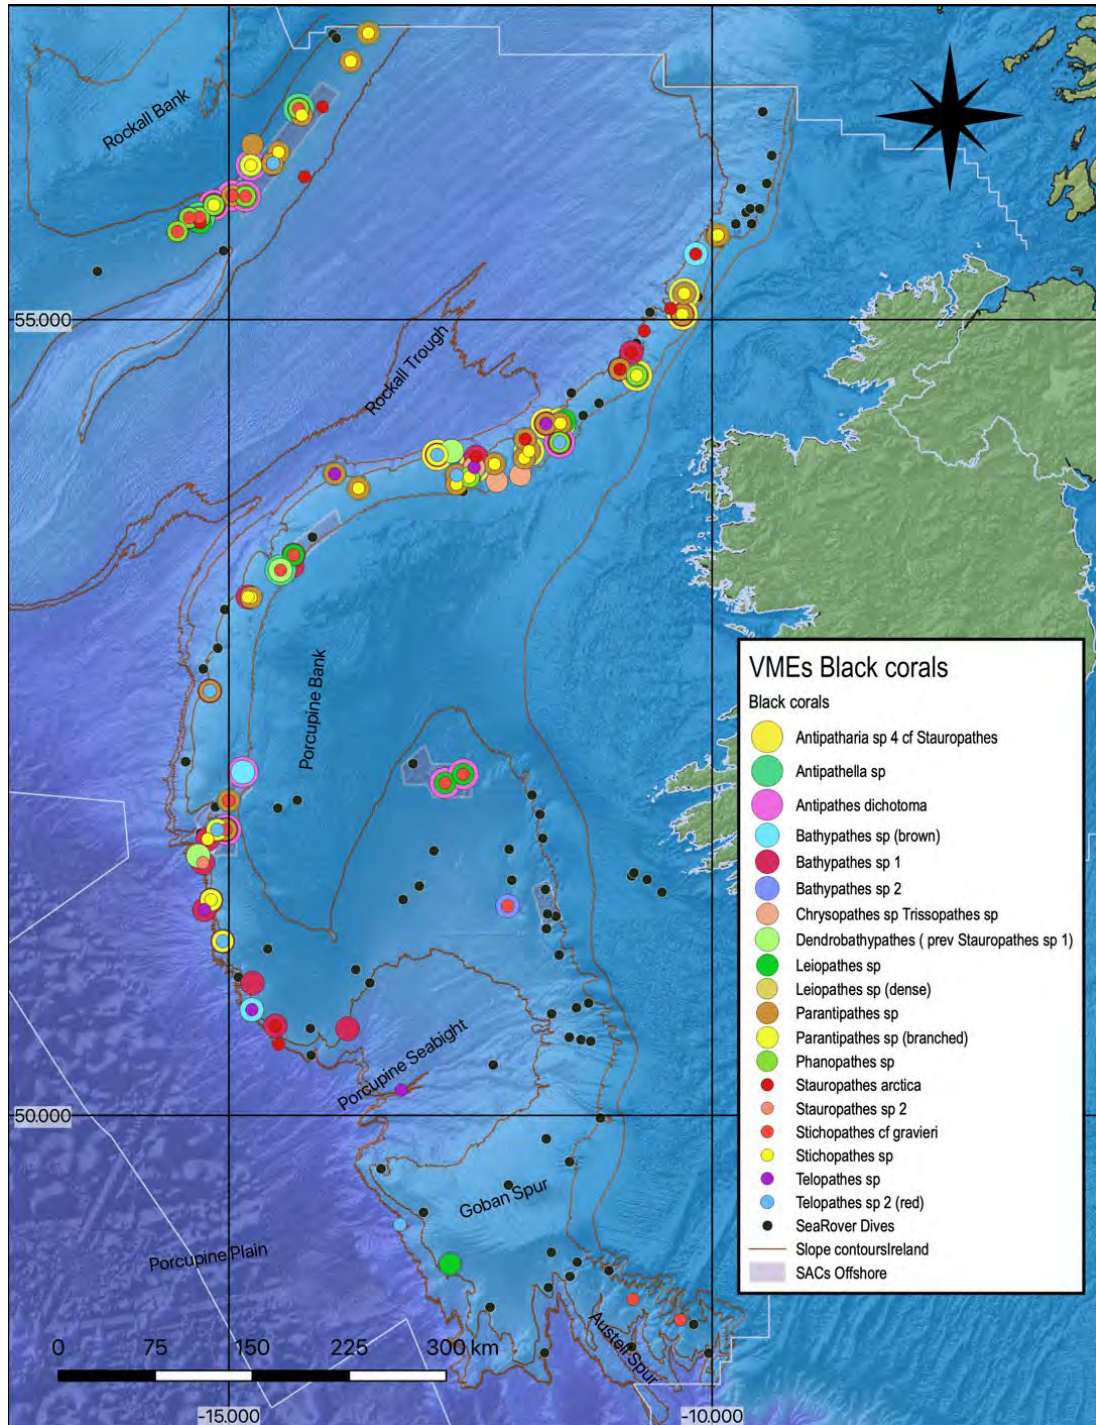 Rockall Bank
55.000
Rockall Trough
Porcupine Bank
VMEs Black corals
Black corals
Antipatharia sp 4 cf Stauropathes
Antipathella sp
Antipathes dichotoma
Bathypathes sp (brown)
Bathypathes sp 1
Bathypathes sp 2
Chrysopathes sp Trissopathes sp
Dendrobathypathes ( prev Stauropathes sp 1)
Leiopathes sp
Leiopathes sp (dense)
Parantipathes sp
Parantipathes sp (branched)
Phanopathes sp
Stauropathes arctica
Stauropathes sp 2
Stichopathes cf gravieri
Stichopathes sp
Telopathes sp
Telopathes sp 2 (red)
SeaRover Dives
Slope contoursIreland
SACs Offshore
Porcupine Seabight
50.000
Goban Spur
Porcupine Plain
Austell Spur
0 75 150 225 300 km
-15.000 -10.000